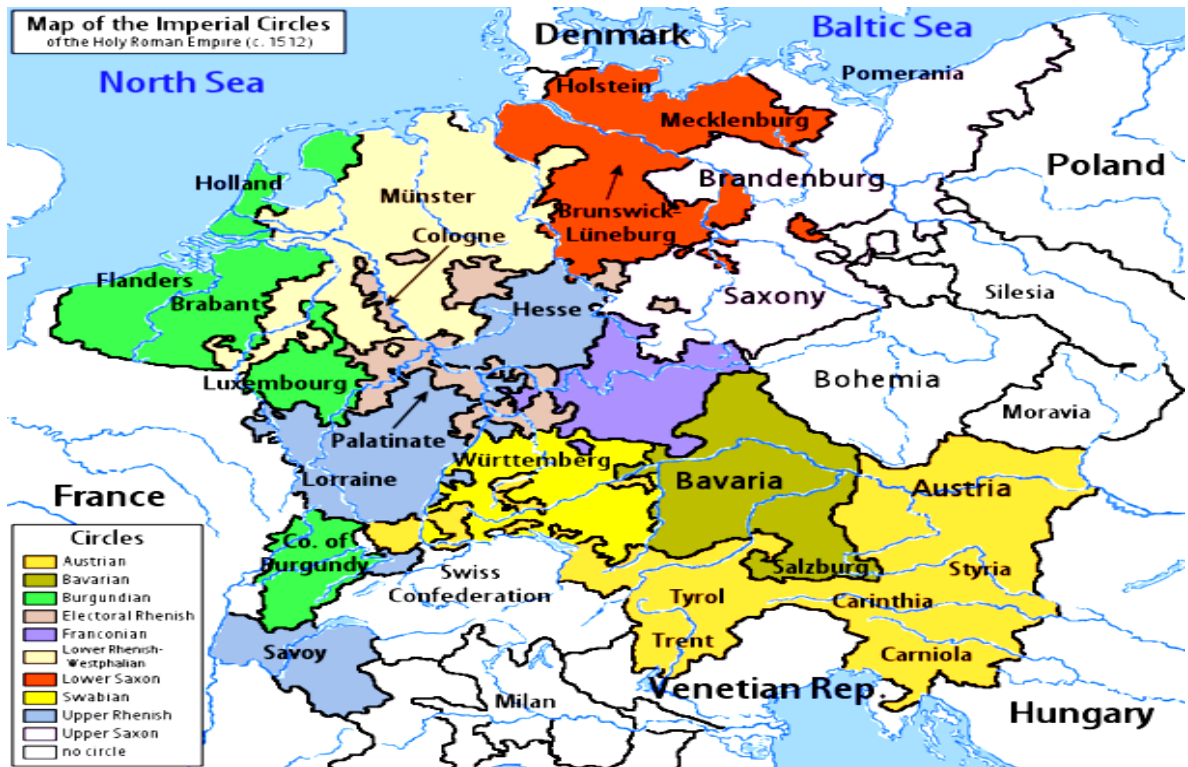 Map of the Imperial Circles
of the Holy Roman Empire (c. 1512)
Denmark
Baltic Sea
North Sea
Pomerania
Holstein
Mecklenburg
Poland
Holland
Münster
Brandenburg
Brunswick-
Lüneburg
Cologne
Flanders
Brabant
Saxony
Silesia
Hesse
Luxembourg
Bohemia
Moravia
Palatinate
Württemberg
Lorraine
Bavaria
Austria
France
Co. of
Burgundy
Swiss
Confederation
Salzburg
Styria
Tyrol
Carinthia
Trent
Carniola
Savoy
Milan
Venetian Rep.
Hungary
Circles
Austrian
Bavarian
Burgundian
Electoral Rhenish
Franconian
Lower Rhenish-
Westphalian
Lower Saxon
Swabian
Upper Rhenish
Upper Saxon
no circle